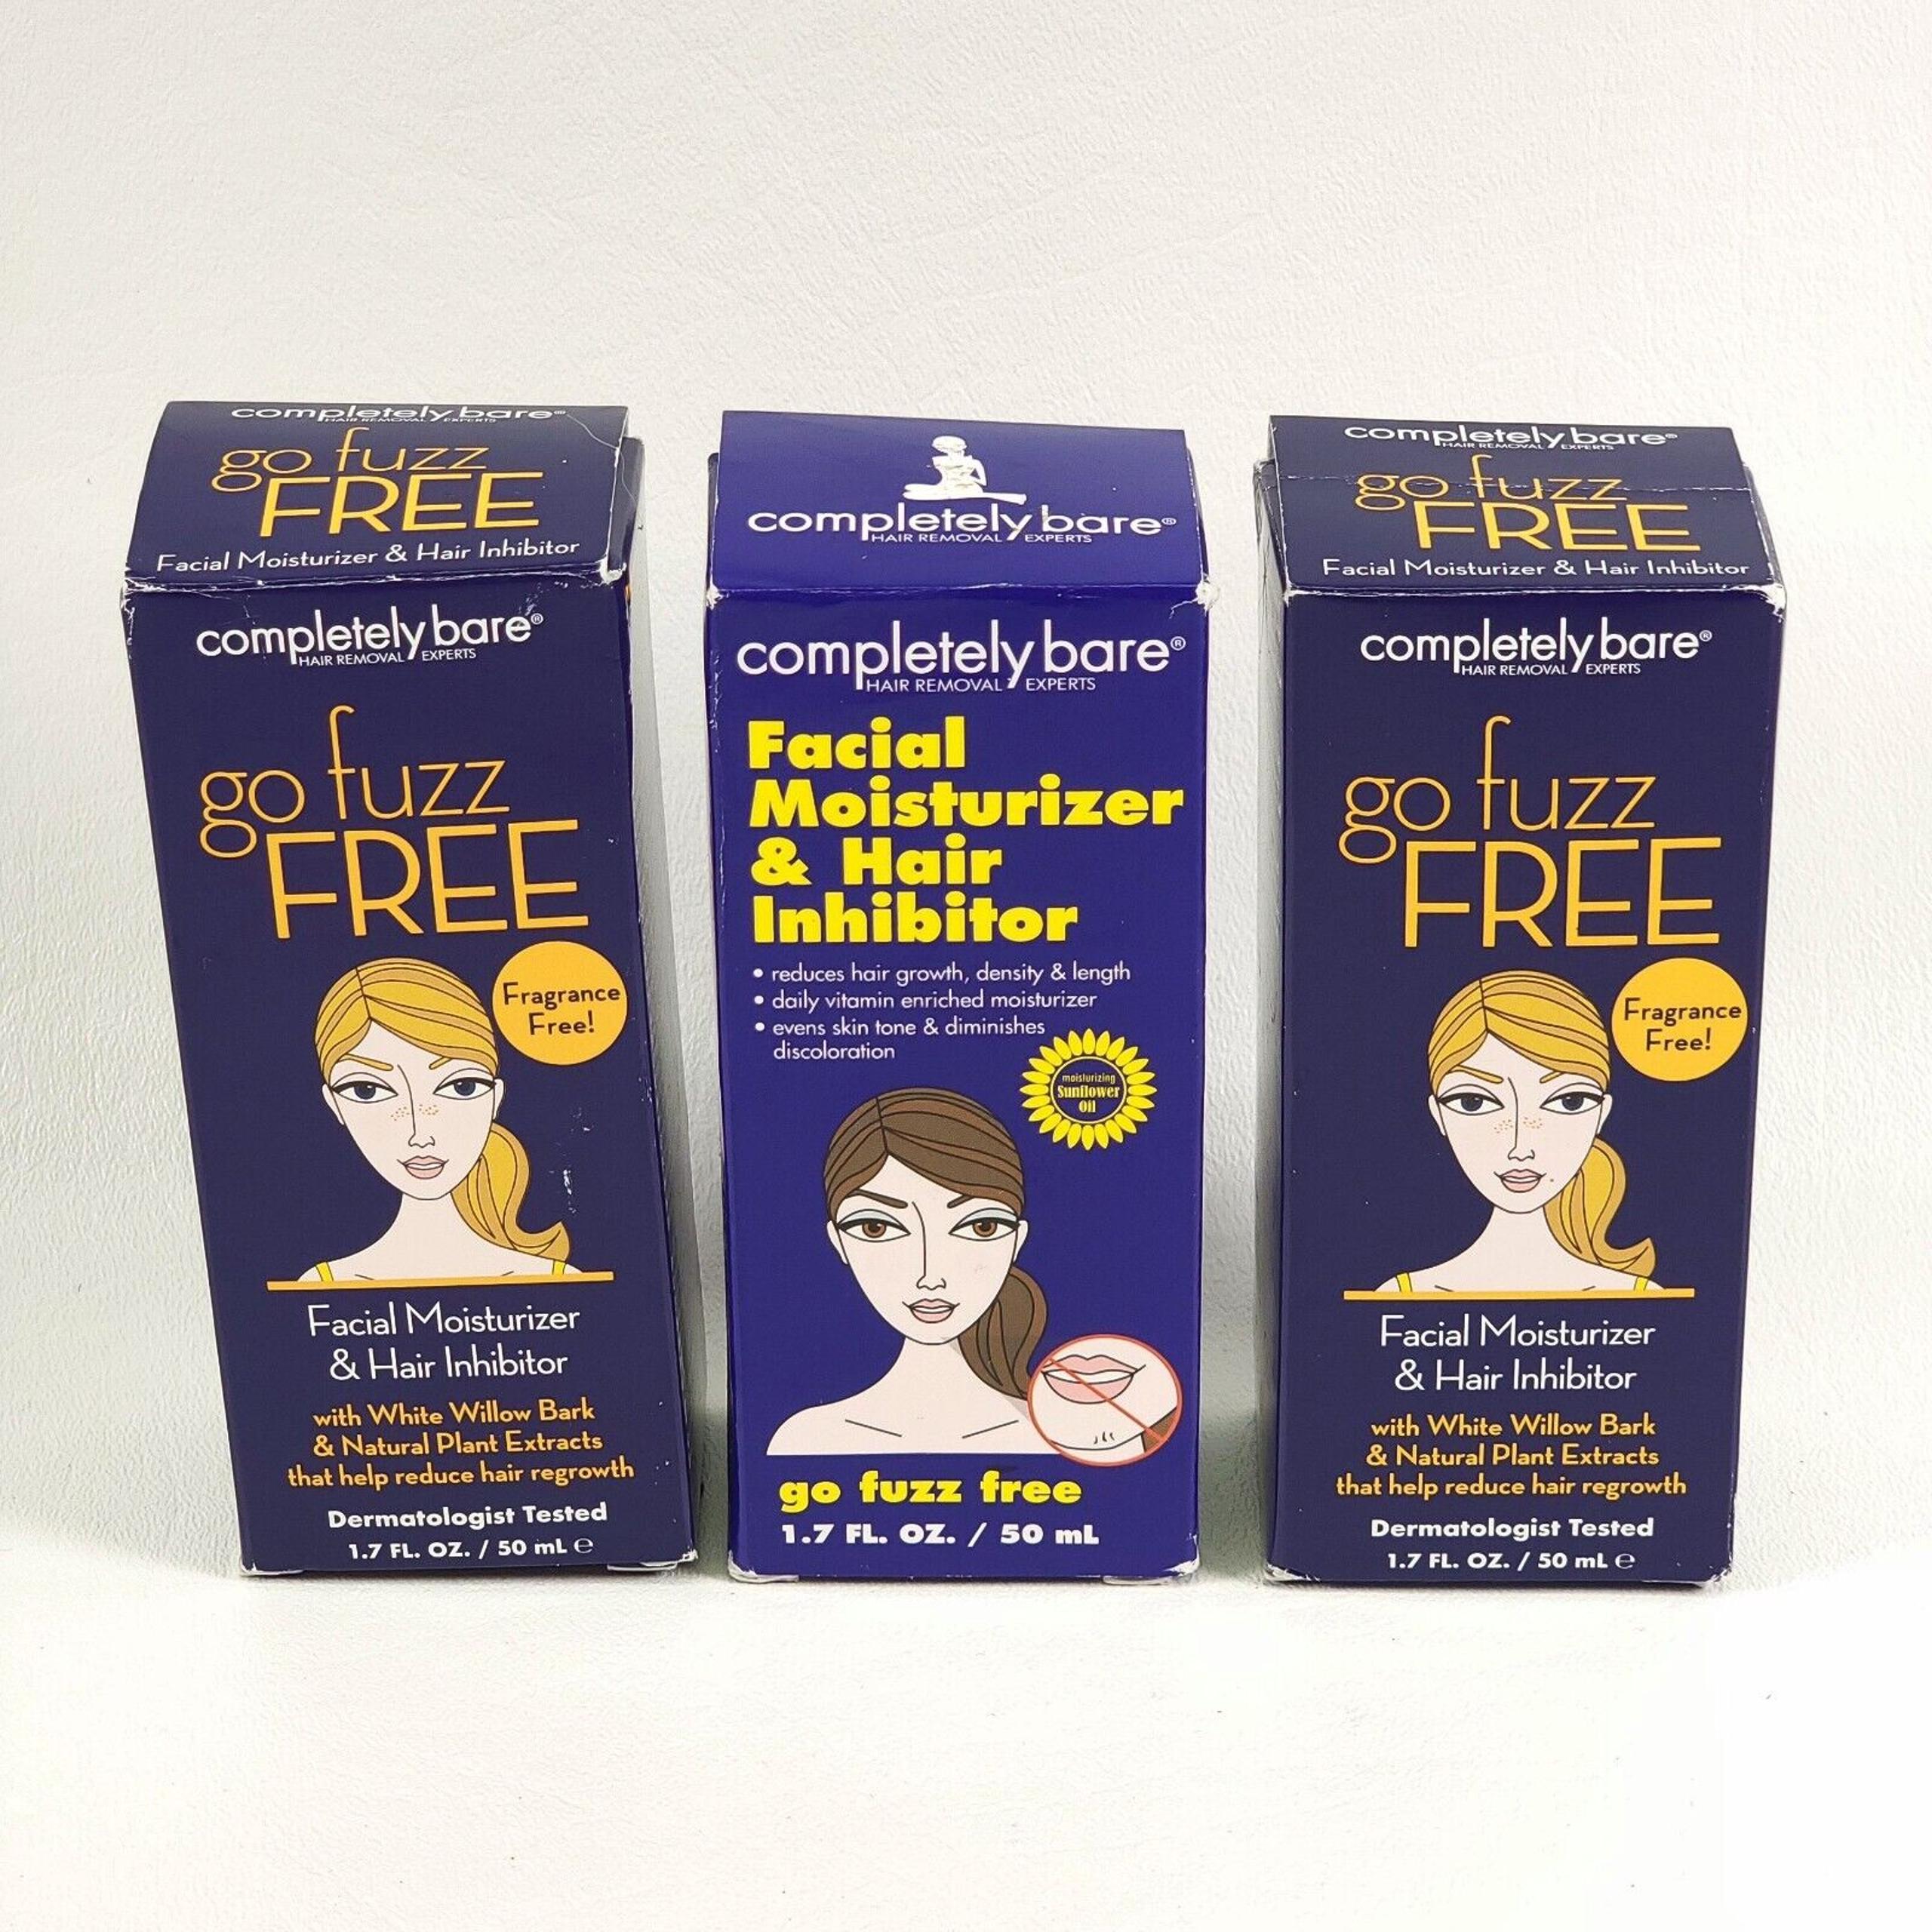 completely bare®
HAIR REMOVAL EXPERTS
go fuzz
FREE
Facial Moisturizer & Hair Inhibitor
completely bare®
HAIR REMOVAL EXPERTS
go fuzz
FREE
Fragrance
Free!
Facial Moisturizer
& Hair Inhibitor
with White Willow Bark
& Natural Plant Extracts
that help reduce hair regrowth
Dermatologist Tested
1.7 FL. OZ. / 50 mL ℮
completely bare®
HAIR REMOVAL EXPERTS
completely bare®
HAIR REMOVAL EXPERTS
Facial
Moisturizer
& Hair
Inhibitor
• reduces hair growth, density & length
• daily vitamin enriched moisturizer
• evens skin tone & diminishes
discoloration
moisturizing
Sunflower
Oil
go fuzz free
1.7 FL. OZ. / 50 mL
completely bare®
HAIR REMOVAL EXPERTS
go fuzz
FREE
Facial Moisturizer & Hair Inhibitor
completely bare®
HAIR REMOVAL EXPERTS
go fuzz
FREE
Fragrance
Free!
Facial Moisturizer
& Hair Inhibitor
with White Willow Bark
& Natural Plant Extracts
that help reduce hair regrowth
Dermatologist Tested
1.7 FL. OZ. / 50 mL ℮